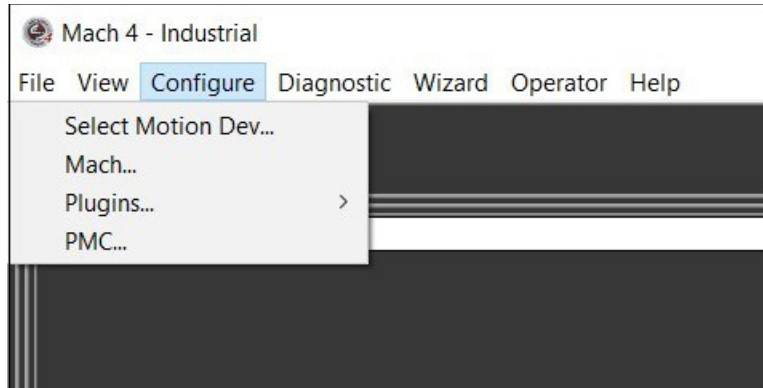 Mach 4 - Industrial
File View Configure Diagnostic Wizard Operator Help
Select Motion Dev...
Mach...
Plugins...
PMC...